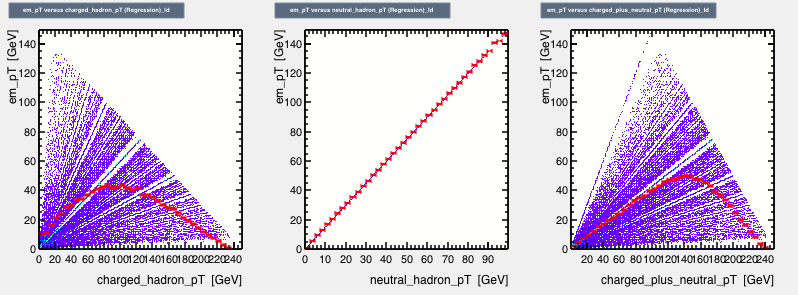 em_pT versus charged_hadron_pT (Regression)_Id
em_pT versus neutral_hadron_pT (Regression)_Id
em_pT versus charged_plus_neutral_pT (Regression)_Id
em_pT [GeV]
140
120
100
80
60
40
20
0
0 20 40 60 80 100 120 140 160 180 200 220 240
charged_hadron_pT [GeV]
em_pT [GeV]
140
120
100
80
60
40
20
0
0 10 20 30 40 50 60 70 80 90
neutral_hadron_pT [GeV]
em_pT [GeV]
140
120
100
80
60
40
20
0
20 40 60 80 100 120 140 160 180 200 220 240
charged_plus_neutral_pT [GeV]